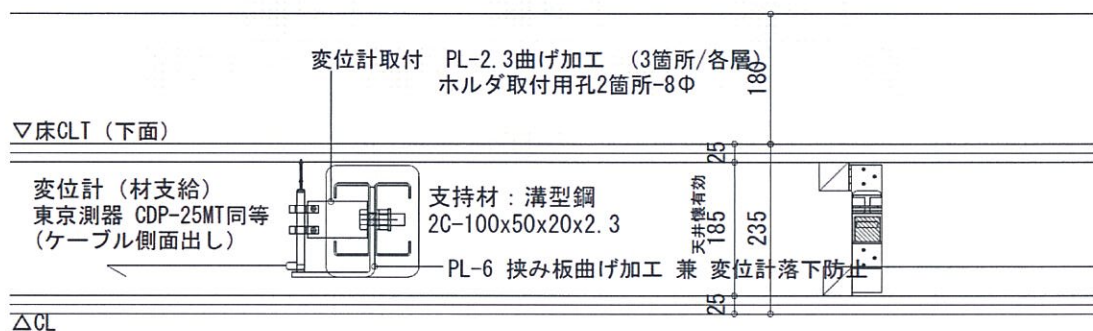 変位計取付 PL-2.3曲げ加工 (3箇所/各層)
ホルダ取付用孔2箇所-8Φ
180
▽床CLT (下面)
25
変位計 (材支給)
東京測器 CDP-25MT同等
(ケーブル側面出し)
支持材:溝型鋼
2C-100x50x20x2.3
天井懐有効
185
235
PL-6 挟み板曲げ加工 兼 変位計落下防止
25
△CL